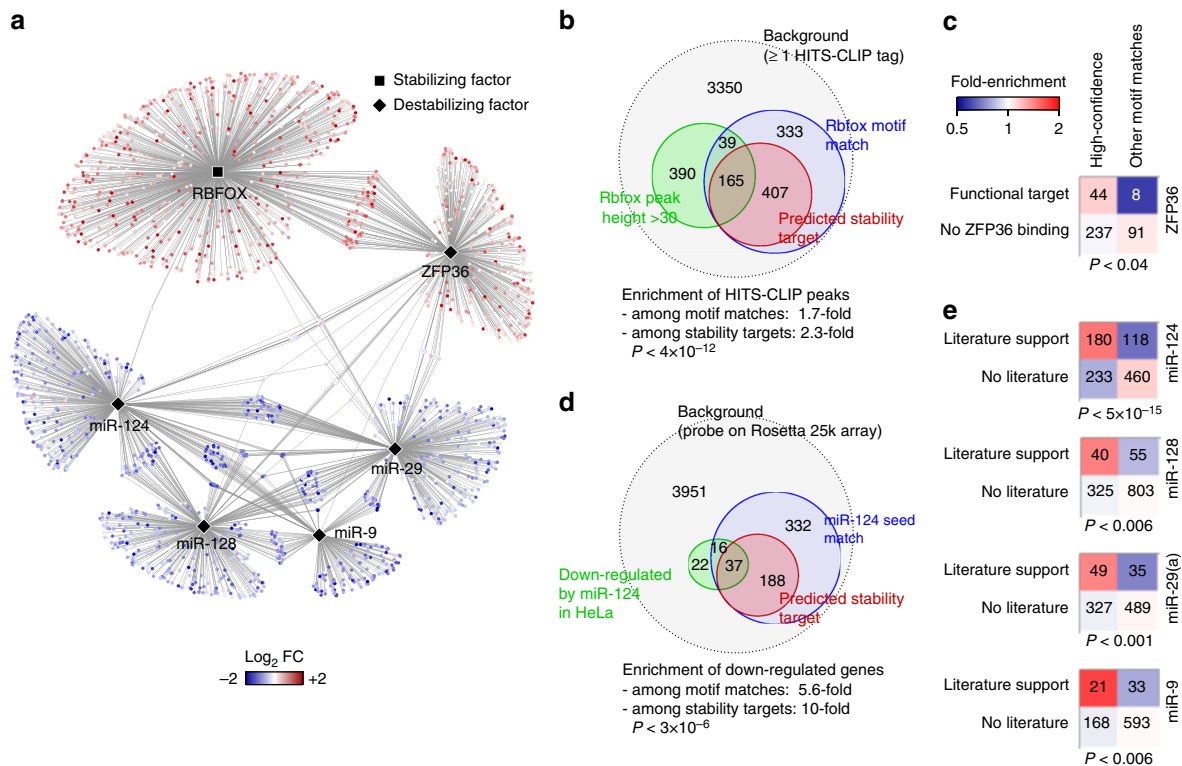 a
Stabilizing factor
Destabilizing factor
RBFOX
ZFP36
miR-124
miR-29
miR-128
miR-9
Log2 FC
−2
+2
b
Background
(≥ 1 HITS-CLIP tag)
3350
333
Rbfox motif
match
39
390
165
407
Rbfox peak
height >30
Predicted stability
target
Enrichment of HITS-CLIP peaks
- among motif matches: 1.7-fold
- among stability targets: 2.3-fold
P < 4×10−12
c
Fold-enrichment
0.5
1
2
High-confidence
Other motif matches
Functional target
44
8
No ZFP36 binding
237
91
ZFP36
P < 0.04
d
Background
(probe on Rosetta 25k array)
3951
332
miR-124 seed
match
16
22
37
188
Down-regulated
by miR-124
in HeLa
Predicted stability
target
Enrichment of down-regulated genes
- among motif matches: 5.6-fold
- among stability targets: 10-fold
P < 3×10−6
e
Literature support
180
118
No literature
233
460
miR-124
P < 5×10−15
Literature support
40
55
No literature
325
803
miR-128
P < 0.006
Literature support
49
35
No literature
327
489
miR-29(a)
P < 0.001
Literature support
21
33
No literature
168
593
miR-9
P < 0.006